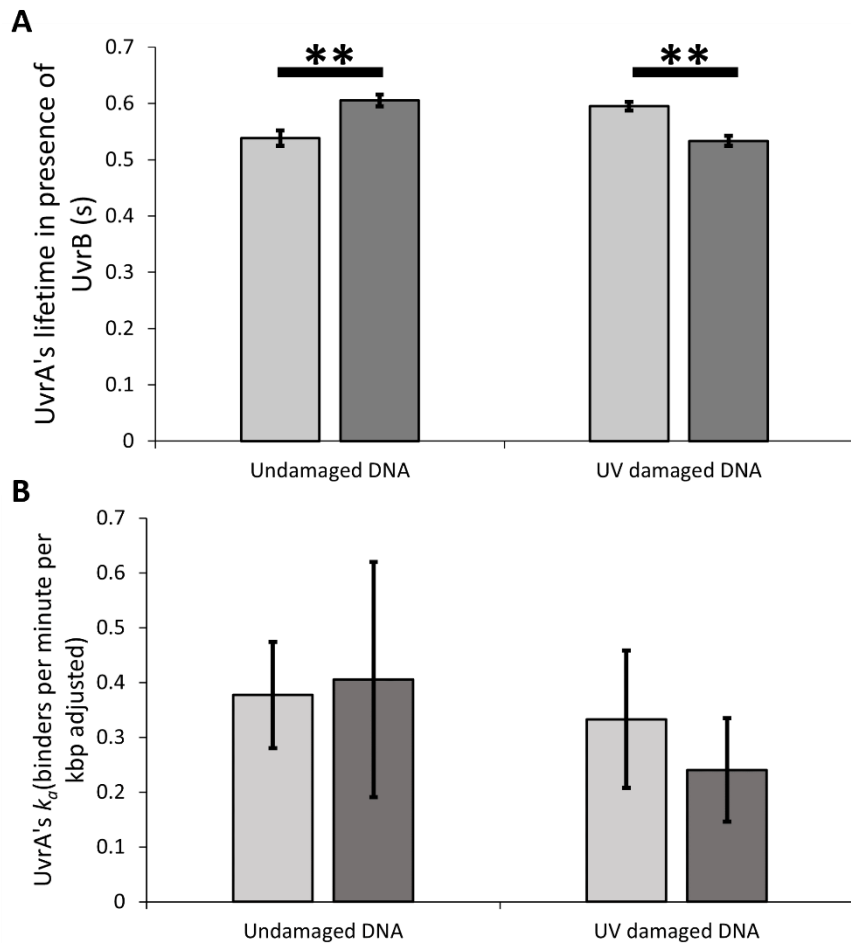 A
UvrA's lifetime in presence of
UvrB (s)
0.7
0.6
0.5
0.4
0.3
0.2
0.1
0
**
**
Undamaged DNA
UV damaged DNA
B
UvrA's kₐ(binders per minute per
kbp adjusted)
0.7
0.6
0.5
0.4
0.3
0.2
0.1
0
Undamaged DNA
UV damaged DNA